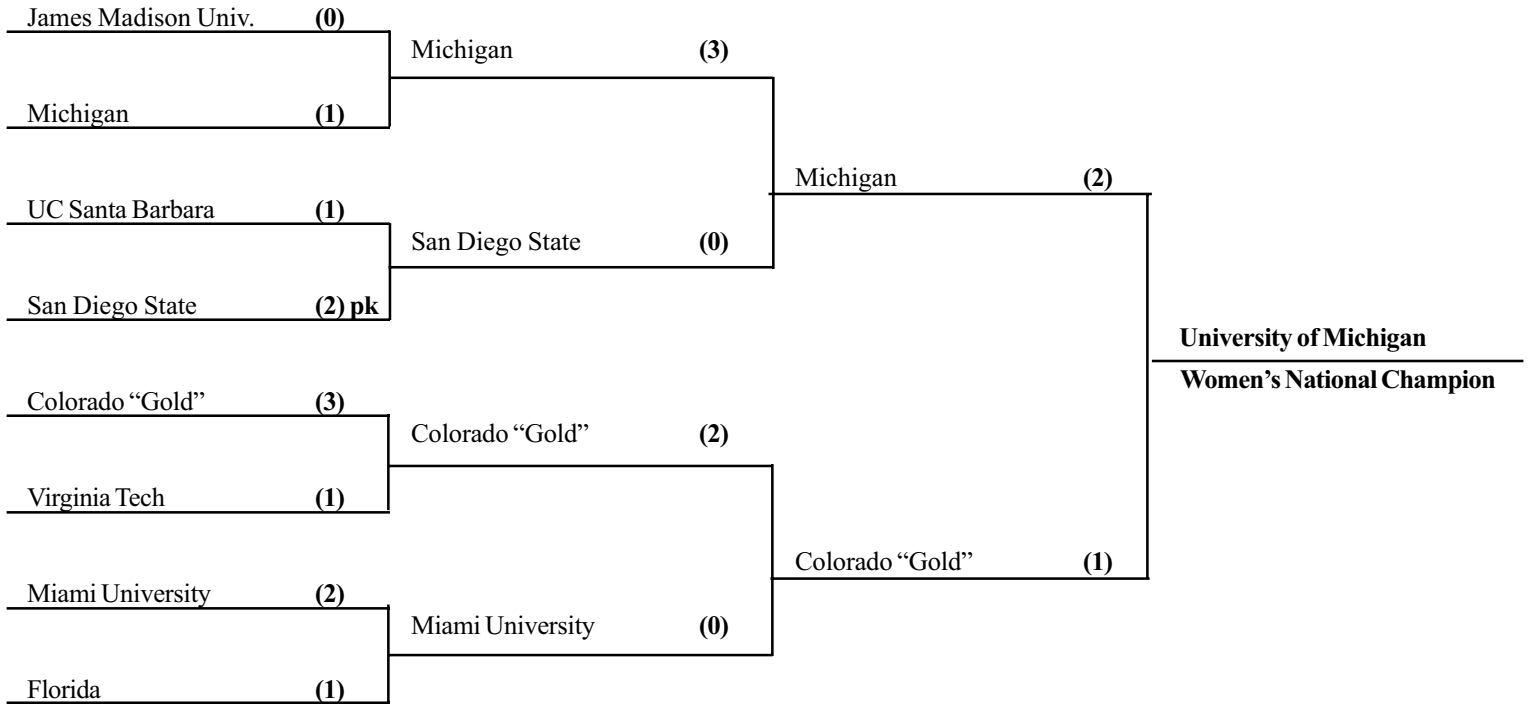 James Madison Univ. (0)
Michigan (3)
Michigan (1)
Michigan (2)
UC Santa Barbara (1)
San Diego State (0)
San Diego State (2) pk
University of Michigan
Women’s National Champion
Colorado “Gold” (3)
Colorado “Gold” (2)
Virginia Tech (1)
Colorado “Gold” (1)
Miami University (2)
Miami University (0)
Florida (1)